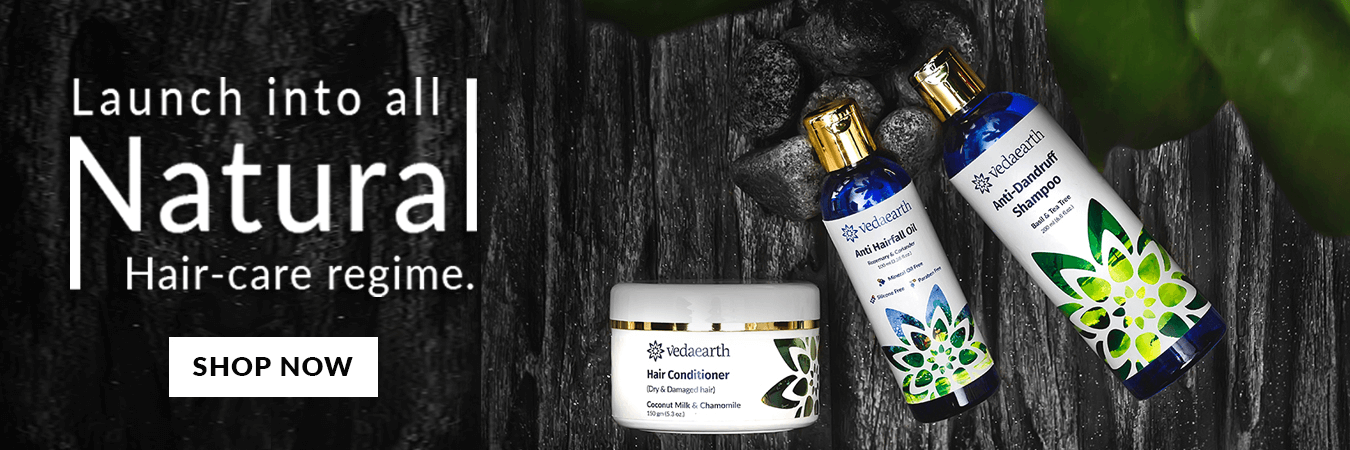 Launch into all
Natural
Hair-care regime.
SHOP NOW
vedaearth
Hair Conditioner
(Dry & Damaged hair)
Coconut Milk & Chamomile
150 gm (5.3 oz.)
vedaearth
Anti Hairfall Oil
Rosemary & Coriander
Mineral Oil Free
Silicone Free
Paraben Free
vedaearth
Anti-Dandruff
Shampoo
Basil & Tea Tree